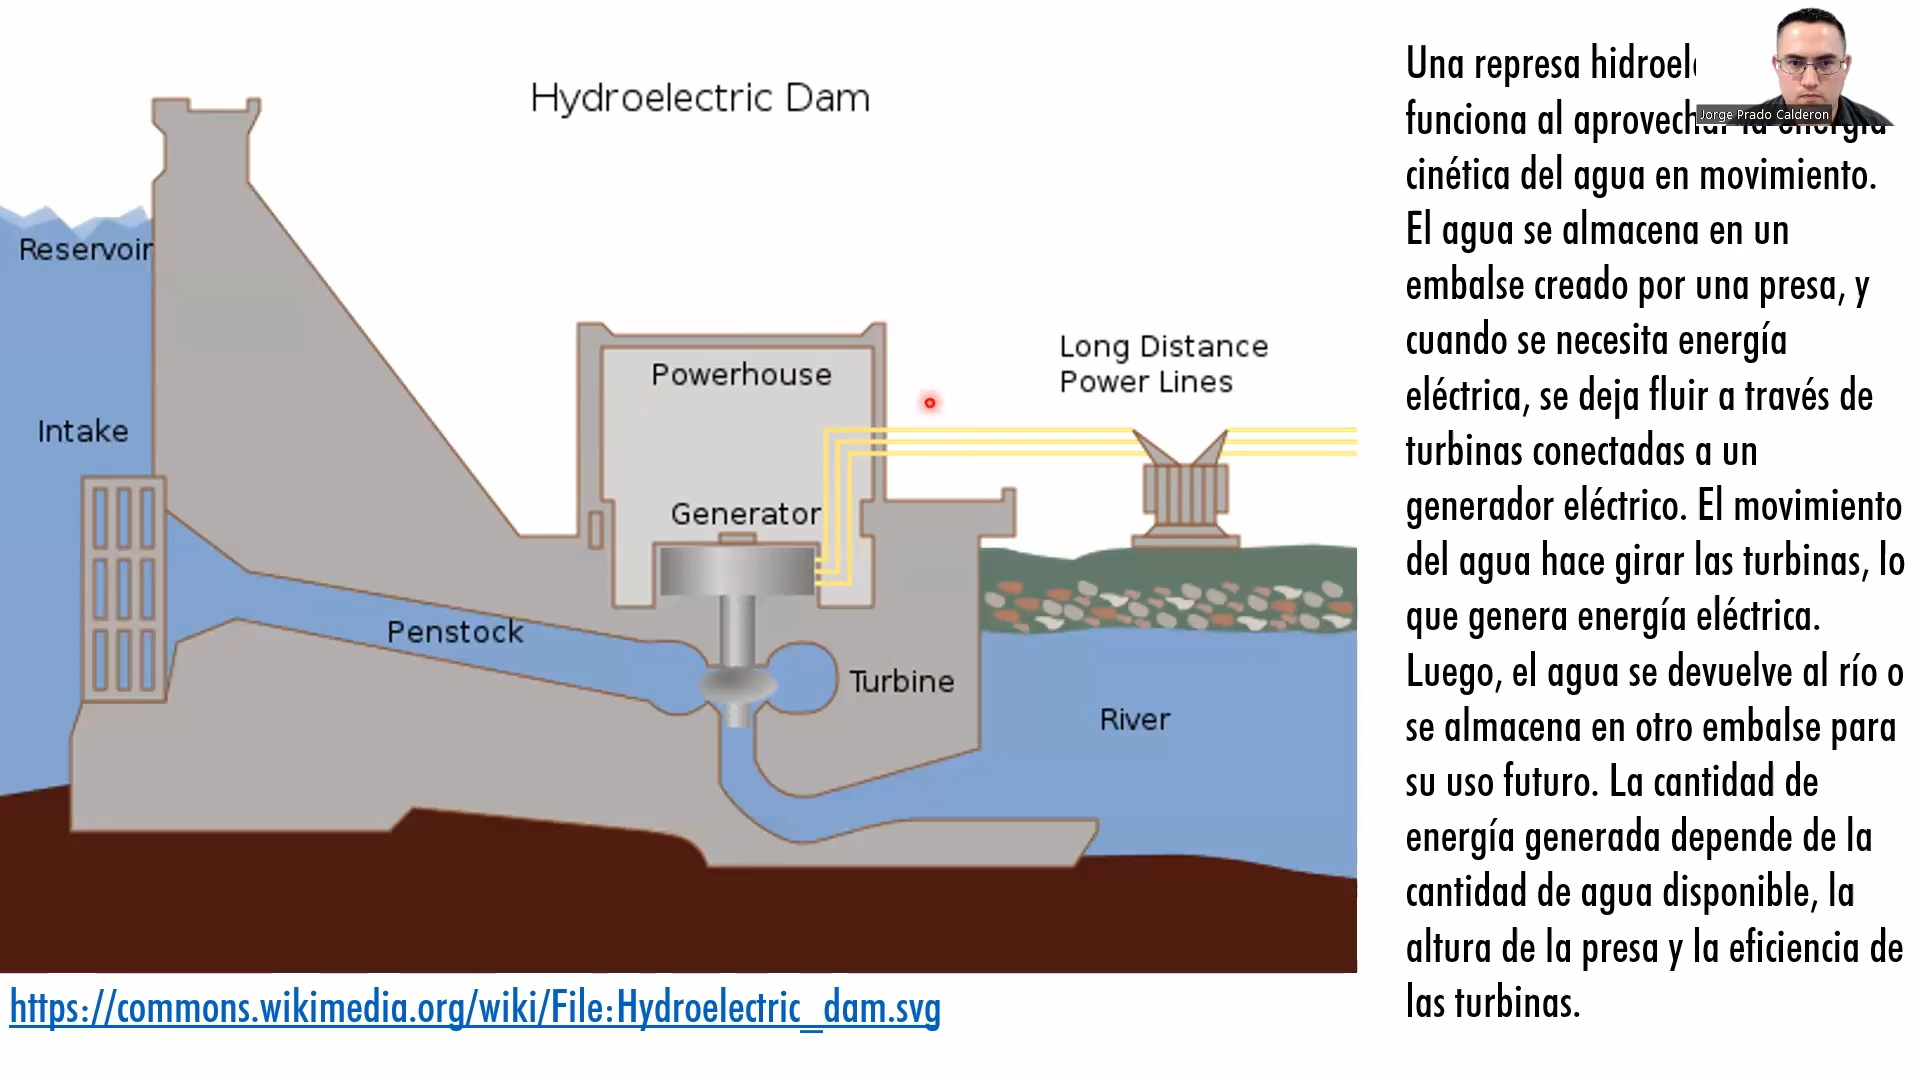 Hydroelectric Dam
Reservoir
Intake
Powerhouse
Long Distance
Power Lines
Generator
Penstock
Turbine
River
https://commons.wikimedia.org/wiki/File:Hydroelectric_dam.svg
Jorge Prado Calderon
Una represa
funciona al la
cinética del agua en movimiento.
El agua se almacena en un
embalse creado por una presa, y
cuando se necesita energía
eléctrica, se deja fluir a través de
turbinas conectadas a un
generador eléctrico. El movimiento
del agua hace girar las turbinas, lo
que genera energía eléctrica.
Luego, el agua se devuelve al río o
se almacena en otro embalse para
su uso futuro. La cantidad de
energía generada depende de la
cantidad de agua disponible, la
altura de la presa y la eficiencia de
las turbinas.